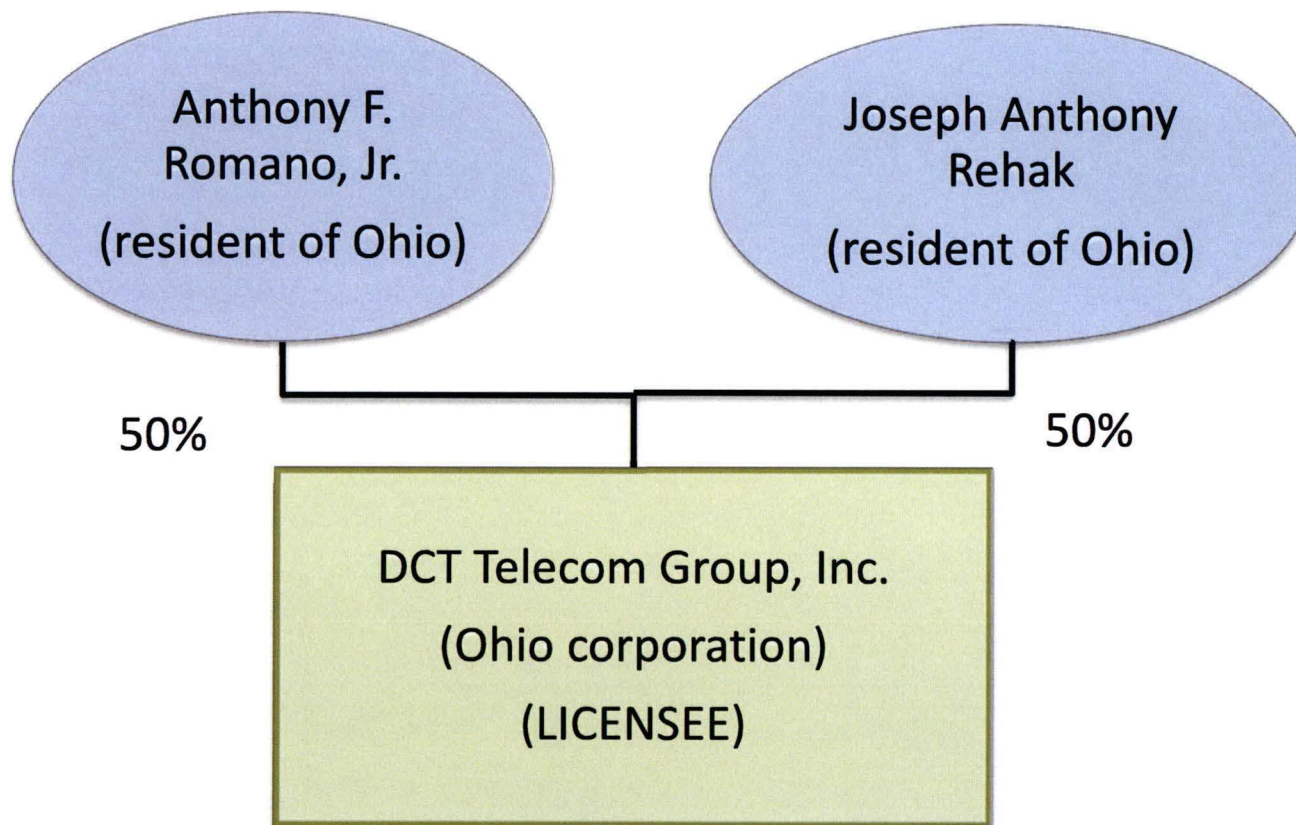 Anthony F.
Romano, Jr.
(resident of Ohio)
Joseph Anthony
Rehak
(resident of Ohio)
50%
50%
DCT Telecom Group, Inc.
(Ohio corporation)
(LICENSEE)